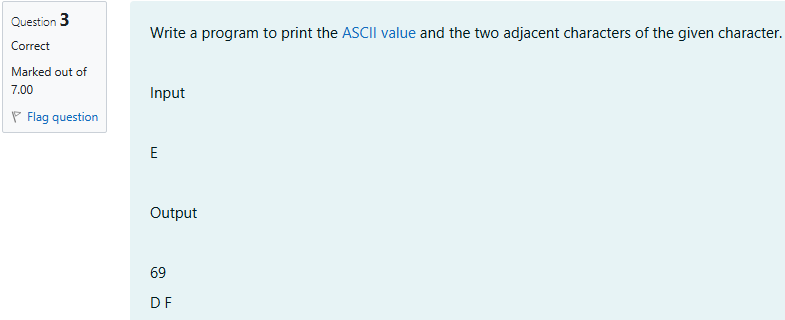 Question 3
Correct
Marked out of
7.00
Flag question
Write a program to print the ASCII value and the two adjacent characters of the given character.
Input
E
Output
69
D F